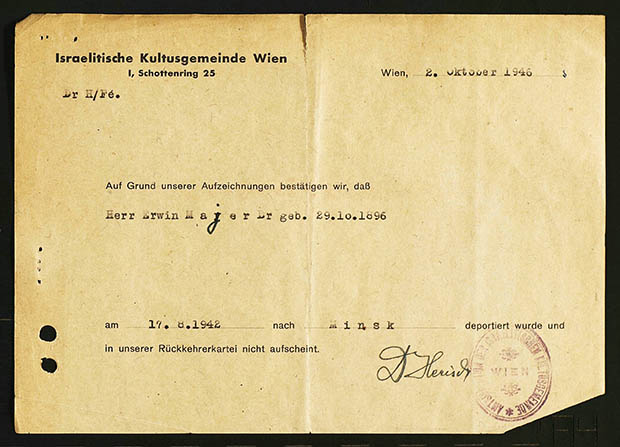 Israelitische Kultusgemeinde Wien
I, Schottenring 25
Wien, 2. Oktober 1946
Dr H/Fé.
Auf Grund unserer Aufzeichnungen bestätigen wir, daß
Herr Erwin M a j e r Dr geb. 29.10.1896
am 17. 8.1942 nach M i n s k deportiert wurde und
in unserer Rückkehrerkartei nicht aufscheint.
WIEN